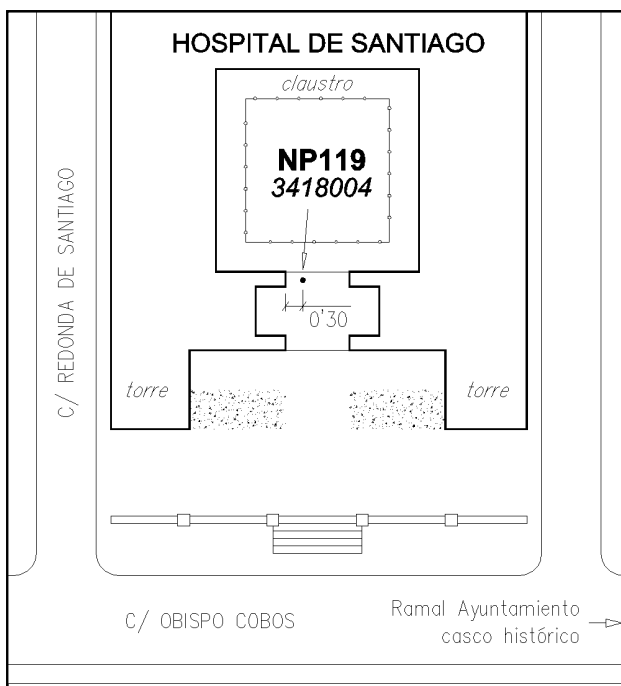 HOSPITAL DE SANTIAGO
claustro
NP119
3418004
C/ REDONDA DE SANTIAGO
0'30
torre
torre
C/ OBISPO COBOS
Ramal Ayuntamiento
casco histórico